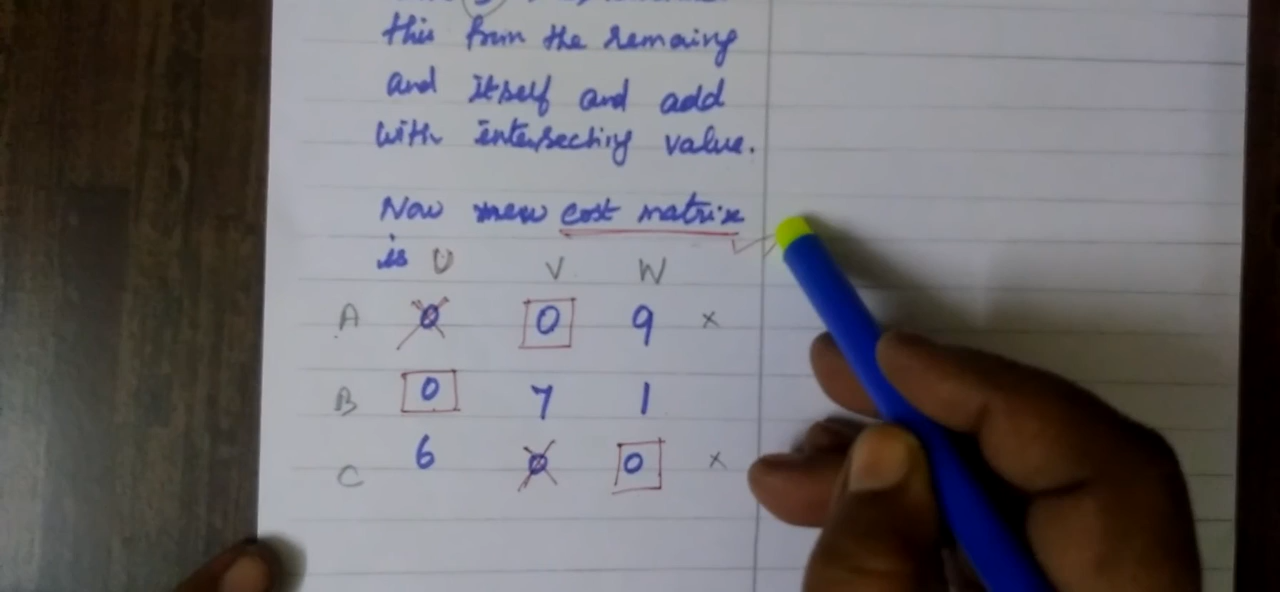 this from the remaing
and itself and add
with intersecting value.
Now mew cost matrix
is U V W
A 0 0 9 ×
B 0 7 1
C 6 0 0 ×